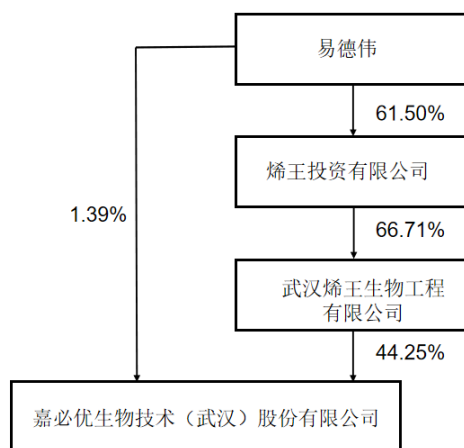 易德伟
61.50%
烯王投资有限公司
1.39%
66.71%
武汉烯王生物工程
有限公司
44.25%
嘉必优生物技术（武汉）股份有限公司